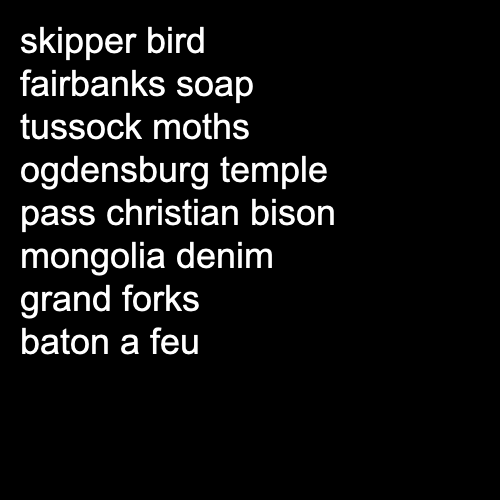 skipper bird
fairbanks soap
tussock moths
ogdensburg temple
pass christian bison
mongolia denim
grand forks
baton a feu